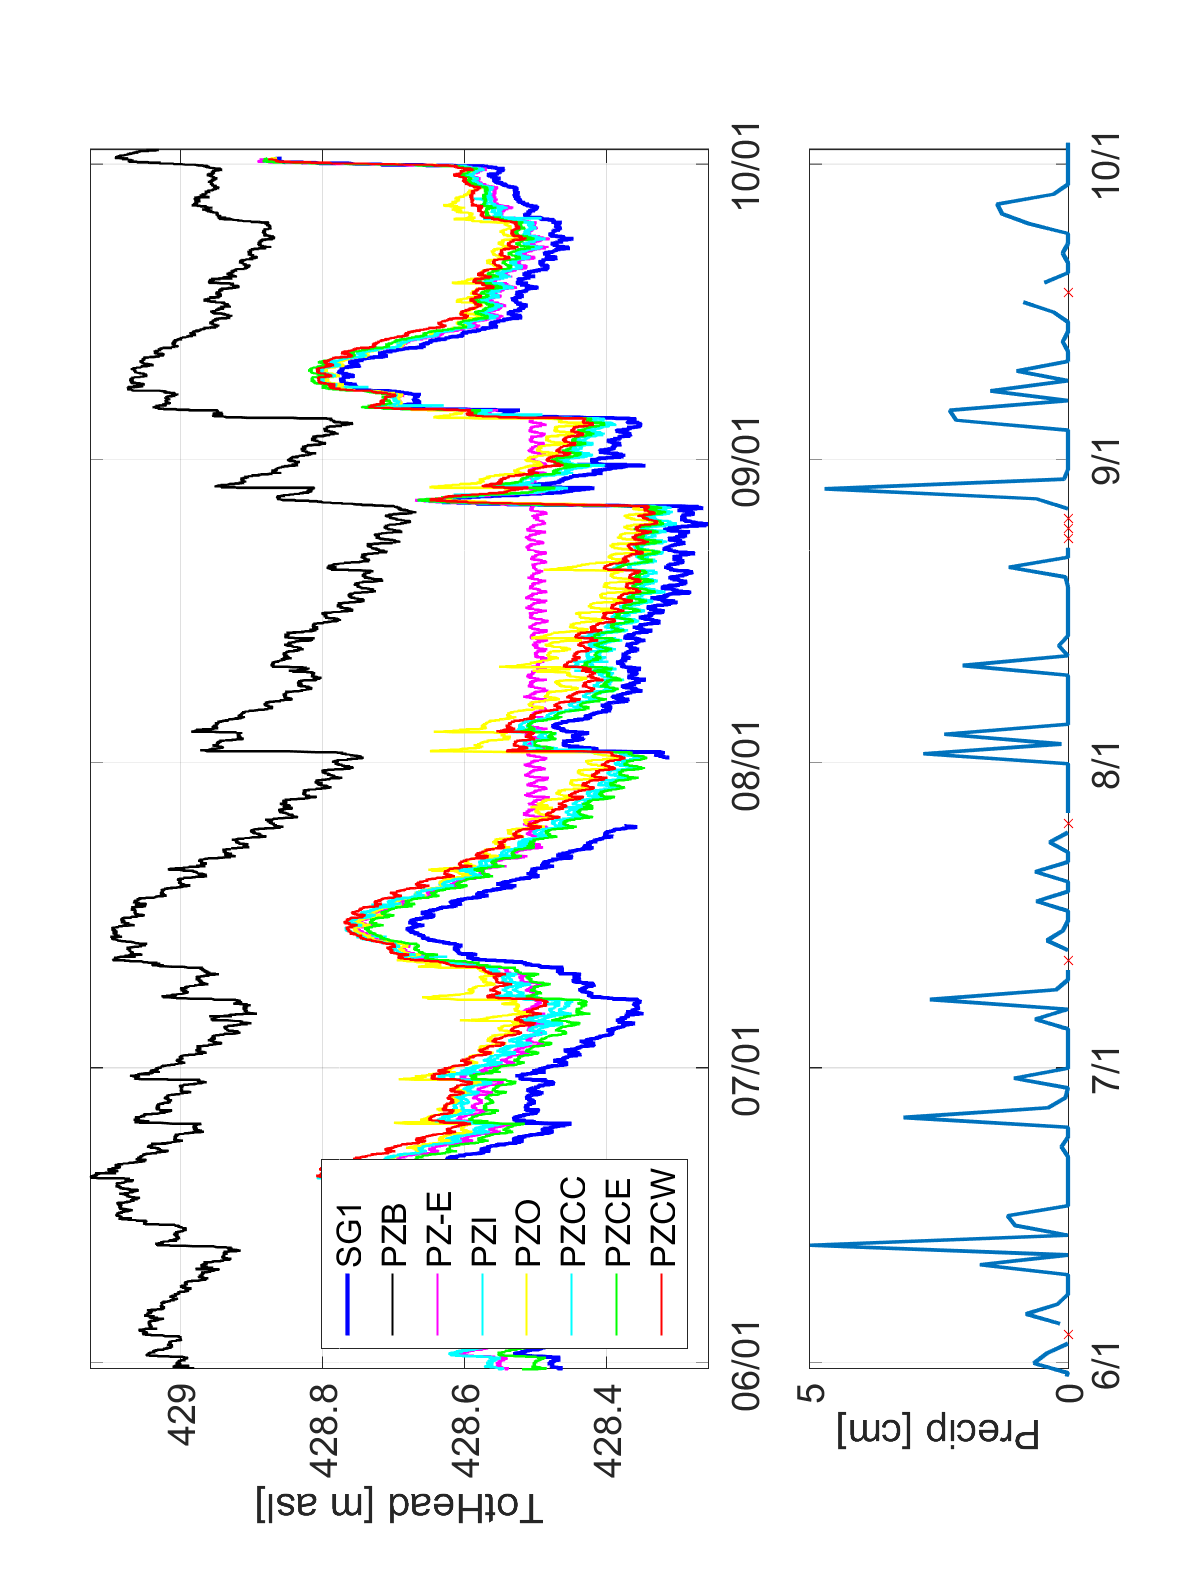 TotHead [m asl]
429
428.8
428.6
428.4
06/01
07/01
08/01
09/01
10/01
SG1
PZB
PZ-E
PZI
PZO
PZCC
PZCE
PZCW
Precip [cm]
5
0
6/1
7/1
8/1
9/1
10/1